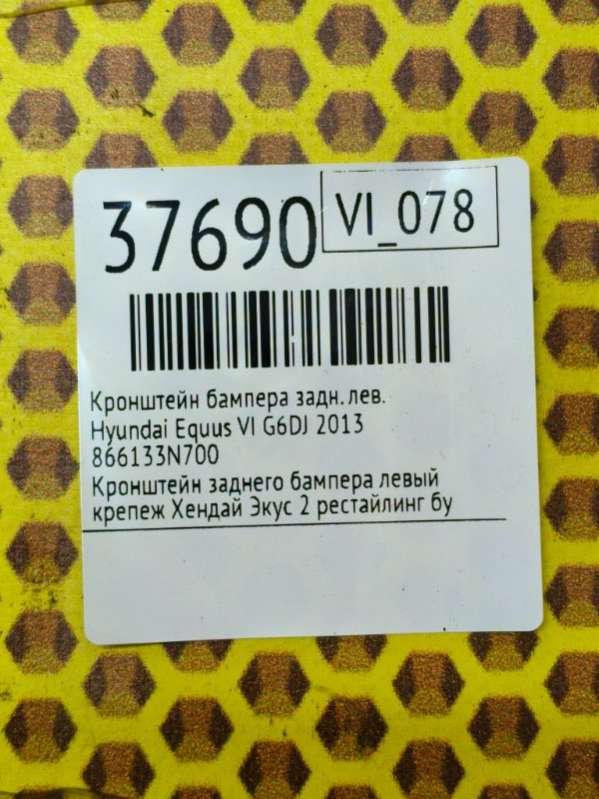 37690
VI_078
Кронштейн бампера задн. лев.
Hyundai Equus VI G6DJ 2013
866133N700
Кронштейн заднего бампера левый
крепеж Хендай Экус 2 рестайлинг бу